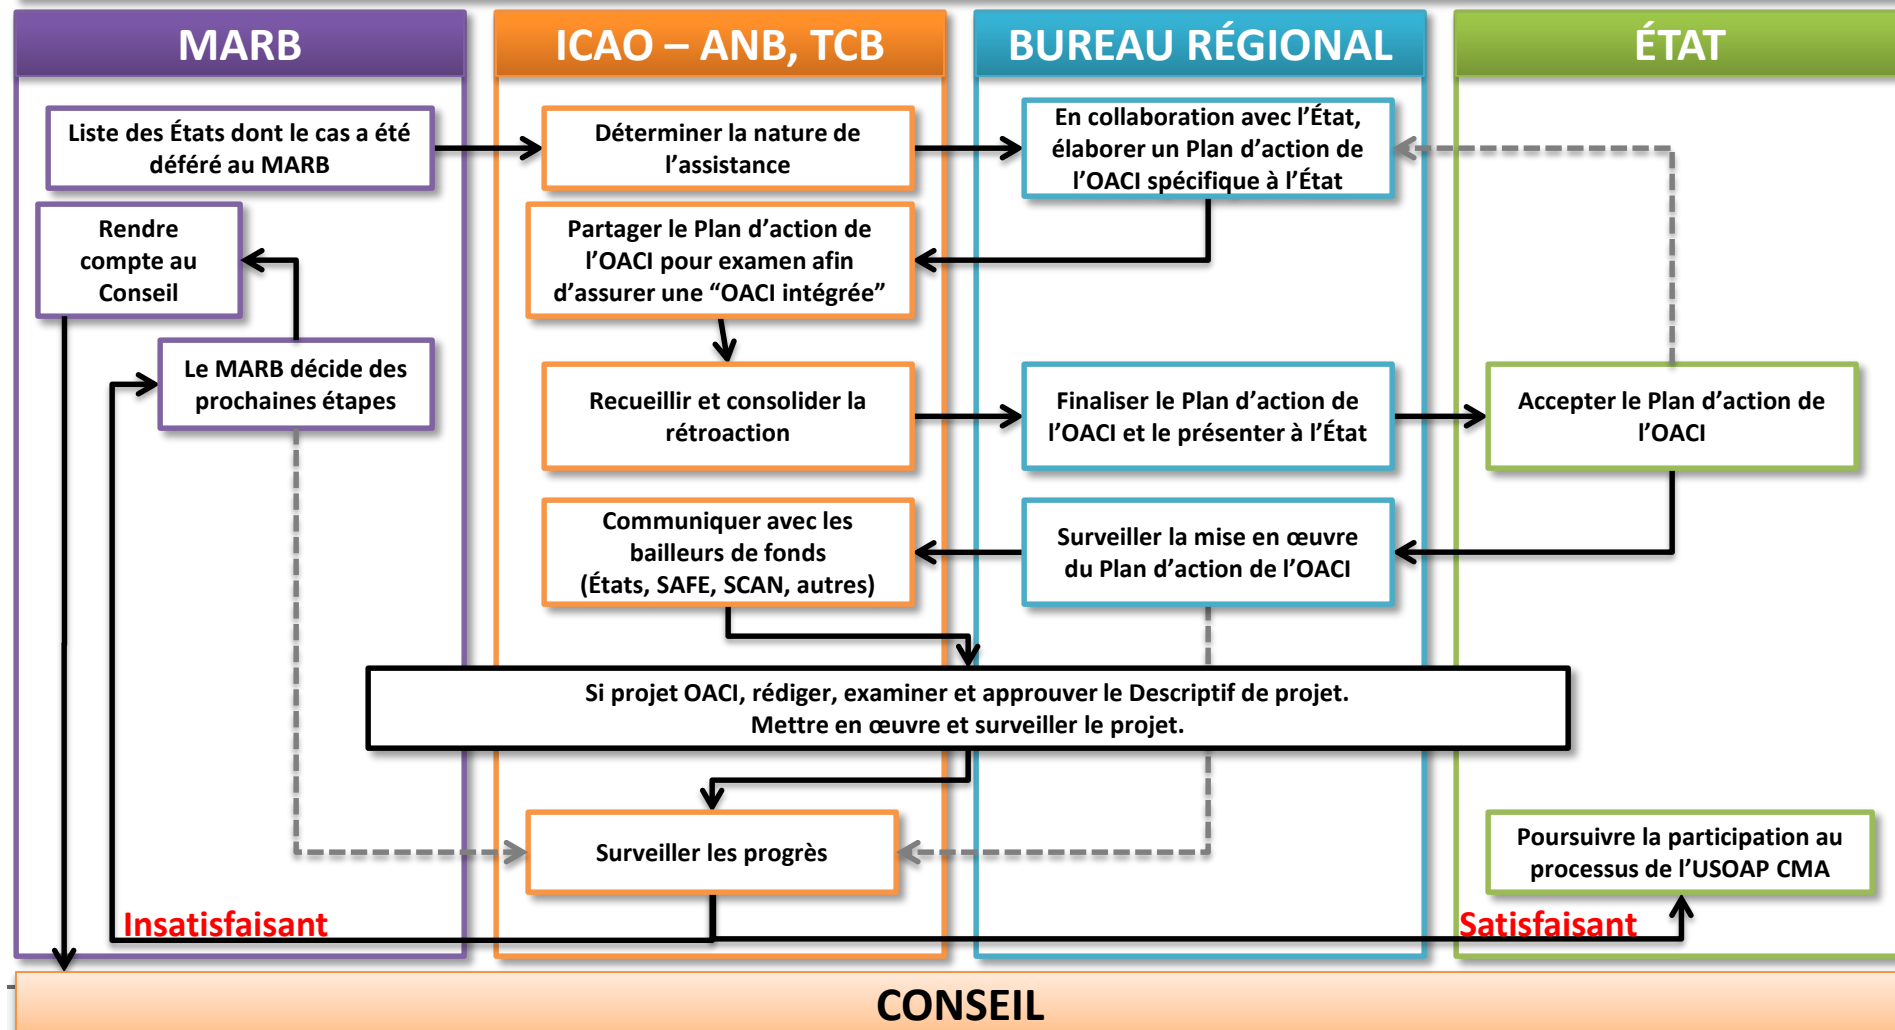 MARB
ICAO – ANB, TCB
BUREAU RÉGIONAL
ÉTAT
Liste des États dont le cas a été
déféré au MARB
Déterminer la nature de
l’assistance
En collaboration avec l’État,
élaborer un Plan d’action de
l’OACI spécifique à l’État
Rendre
compte au
Conseil
Partager le Plan d’action de
l’OACI pour examen afin
d’assurer une “OACI intégrée”
Le MARB décide des
prochaines étapes
Recueillir et consolider la
rétroaction
Finaliser le Plan d’action de
l’OACI et le présenter à l’État
Accepter le Plan d’action de
l’OACI
Communiquer avec les
bailleurs de fonds
(États, SAFE, SCAN, autres)
Surveiller la mise en œuvre
du Plan d’action de l’OACI
Si projet OACI, rédiger, examiner et approuver le Descriptif de projet.
Mettre en œuvre et surveiller le projet.
Surveiller les progrès
Poursuivre la participation au
processus de l’USOAP CMA
Insatisfaisant
Satisfaisant
CONSEIL